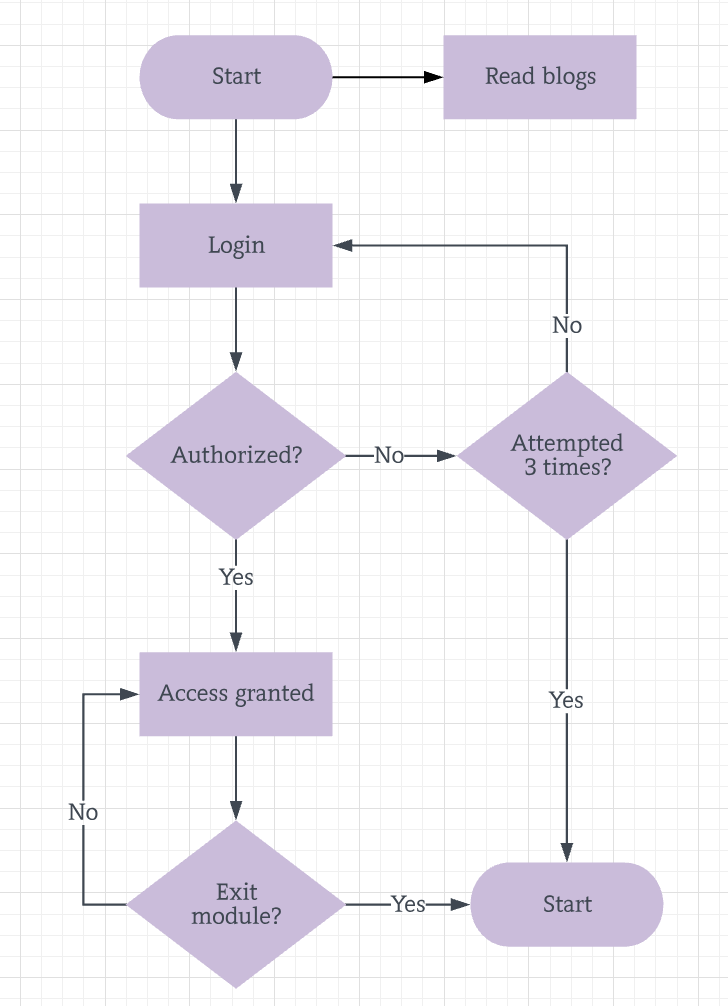 Start
Read blogs
Login
No
Authorized?
No
Attempted
3 times?
Yes
Access granted
Yes
No
Exit
module?
Yes
Start